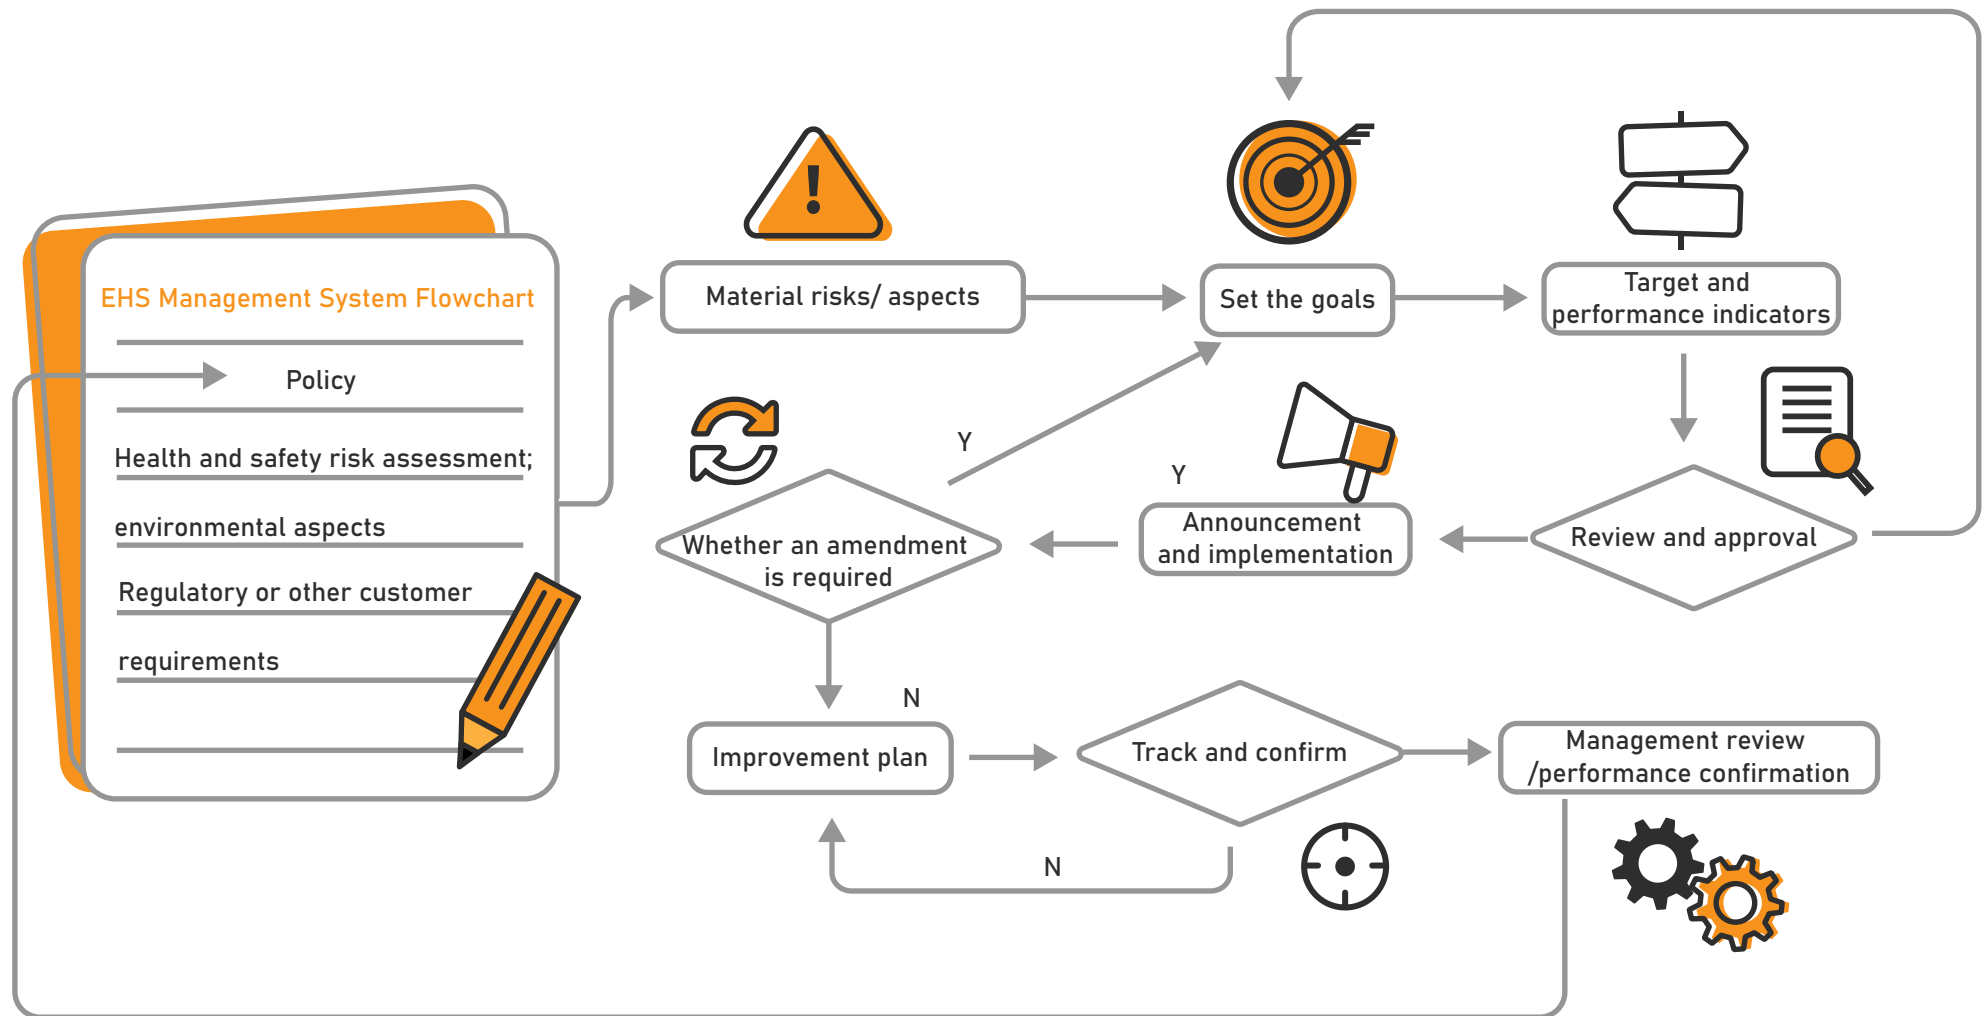 EHS Management System Flowchart
Policy
Health and safety risk assessment;
environmental aspects
Regulatory or other customer
requirements
Material risks/ aspects
Set the goals
Target and
performance indicators
Review and approval
Y
Announcement
and implementation
Y
Whether an amendment
is required
N
Improvement plan
Track and confirm
N
Management review
/performance confirmation